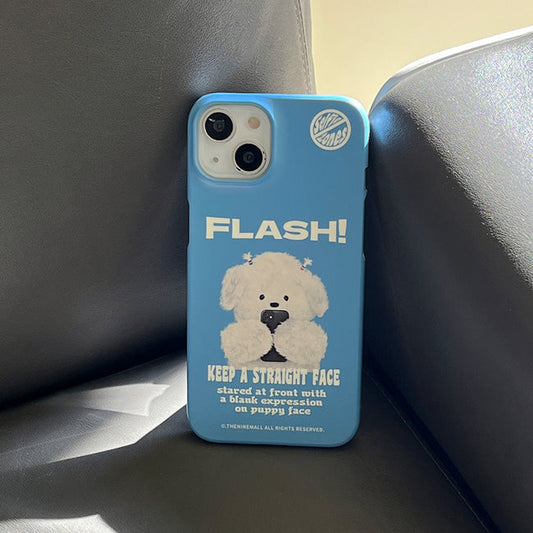 FLASH!
KEEP A STRAIGHT FACE
stared at front with
a blank expression
on puppy face
©.THENINEMALL ALL RIGHTS RESERVED.